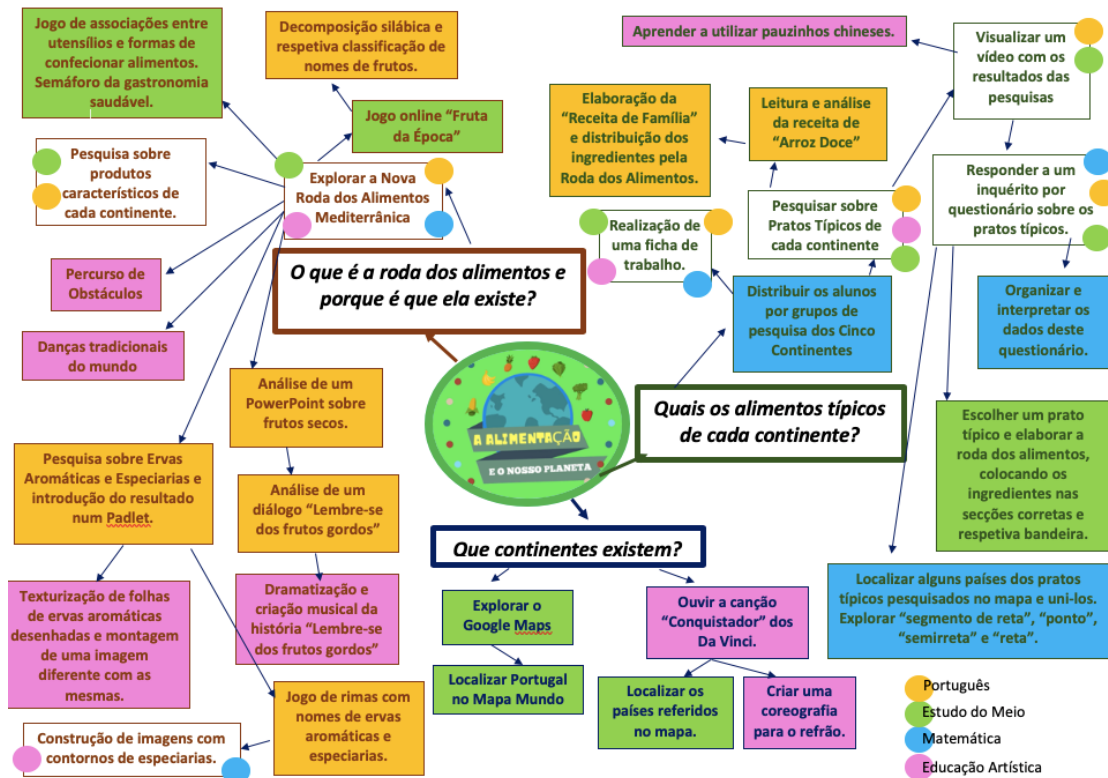 Jogo de associações entre
utensílios e formas de
confecionar alimentos.
Semáforo da gastronomia
saudável.
Decomposição silábica e
respetiva classificação de
nomes de frutos.
Jogo online “Fruta
da Época”
Pesquisa sobre
produtos
característicos de
cada continente.
Explorar a Nova
Roda dos Alimentos
Mediterrânica
O que é a roda dos alimentos e
porque é que ela existe?
Percurso de
Obstáculos
Danças tradicionais
do mundo
Análise de um
PowerPoint sobre
frutos secos.
Pesquisa sobre Ervas
Aromáticas e Especiarias e
introdução do resultado
num Padlet.
Análise de um
diálogo “Lembre-se
dos frutos gordos”
Texturização de folhas
de ervas aromáticas
desenhadas e montagem
de uma imagem
diferente com as
mesmas.
Dramatização e
criação musical da
história “Lembre-se
dos frutos gordos”
Jogo de rimas com
nomes de ervas
aromáticas e
especiarias.
Construção de imagens com
contornos de especiarias.
A ALIMENTAÇÃO
E O NOSSO PLANETA
Aprender a utilizar pauzinhos chineses.
Visualizar um
vídeo com os
resultados das
pesquisas
Elaboração da
“Receita de Família”
e distribuição dos
ingredientes pela
Roda dos Alimentos.
Leitura e análise
da receita de
“Arroz Doce”
Responder a um
inquérito por
questionário sobre os
pratos típicos.
Pesquisar sobre
Pratos Típicos de
cada continente
Realização de
uma ficha de
trabalho.
Distribuir os alunos
por grupos de
pesquisa dos Cinco
Continentes
Organizar e
interpretar os
dados deste
questionário.
Quais os alimentos típicos
de cada continente?
Escolher um prato
típico e elaborar a
roda dos alimentos,
colocando os
ingredientes nas
secções corretas e
respetiva bandeira.
Localizar alguns países dos pratos
típicos pesquisados no mapa e uni-los.
Explorar “segmento de reta”, “ponto”,
“semirreta” e “reta”.
Que continentes existem?
Explorar o
Google Maps
Localizar Portugal
no Mapa Mundo
Ouvir a canção
“Conquistador” dos
Da Vinci.
Localizar os
países referidos
no mapa.
Criar uma
coreografia
para o refrão.
Português
Estudo do Meio
Matemática
Educação Artística